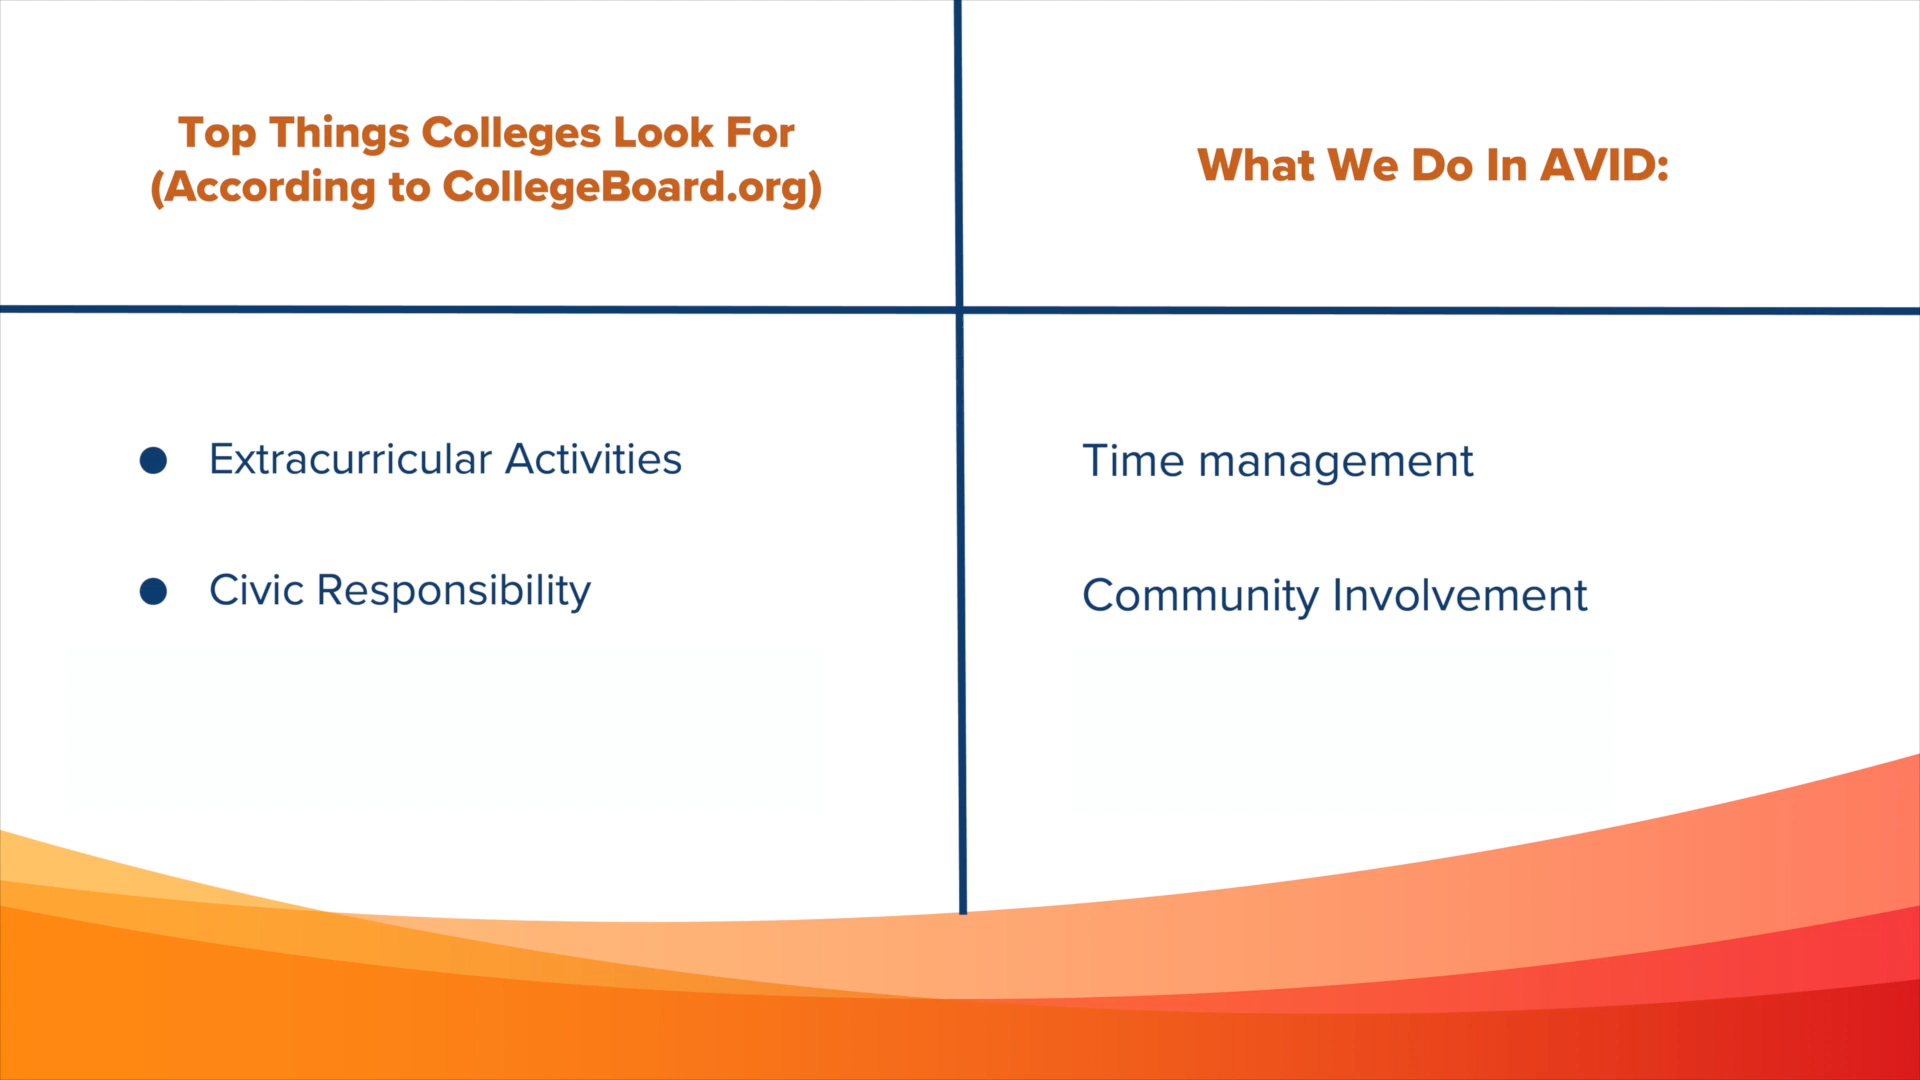 Top Things Colleges Look For
(According to CollegeBoard.org)
What We Do In AVID:
● Extracurricular Activities
● Civic Responsibility
Time management
Community Involvement